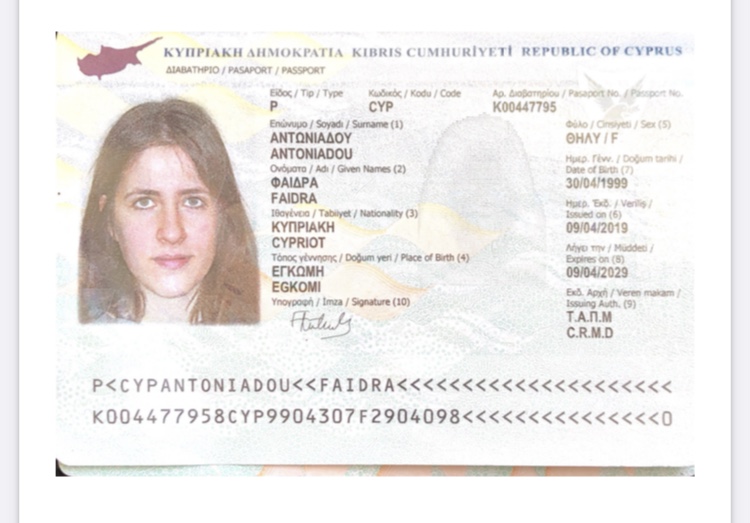 ΚΥΠΡΙΑΚΗ ΔΗΜΟΚΡΑΤΙΑ KIBRIS CUMHURİYETİ REPUBLIC OF CYPRUS
ΔΙΑΒΑΤΗΡΙΟ / PASAPORT / PASSPORT
Είδος / Tip / Type
P
Κωδικός / Kodu / Code
CYP
Αρ. Διαβατηρίου / Pasaport No. / Passport No.
K00447795
Επώνυμο / Soyadı / Surname (1)
ΑΝΤΩΝΙΑΔΟΥ
ANTONIADOU
Ονόματα / Adı / Given Names (2)
ΦΑΙΔΡΑ
FAIDRA
Ιθαγένεια / Tabiiyet / Nationality (3)
ΚΥΠΡΙΑΚΗ
CYPRIOT
Τόπος γέννησης / Doğum yeri / Place of Birth (4)
ΕΓΚΩΜΗ
EGKOMI
Υπογραφή / İmza / Signature (10)
Φύλο / Cinsiyeti / Sex (5)
ΘΗΛΥ / F
Ημερ. Γένν. / Doğum tarihi /
Date of Birth (7)
30/04/1999
Ημερ. Έκδ. / Veriliş /
Issued on (6)
09/04/2019
Λήγει την / Müddeti /
Expires on (8)
09/04/2029
Εκδ. Αρχή / Veren makam /
Issuing Auth. (9)
Τ.Α.Π.Μ
C.R.M.D
P<CYPANTONIADOU<<FAIDRA<<<<<<<<<<<<<<<<<<<<<
K004477958CYP9904307F2904098<<<<<<<<<<<<<<<0